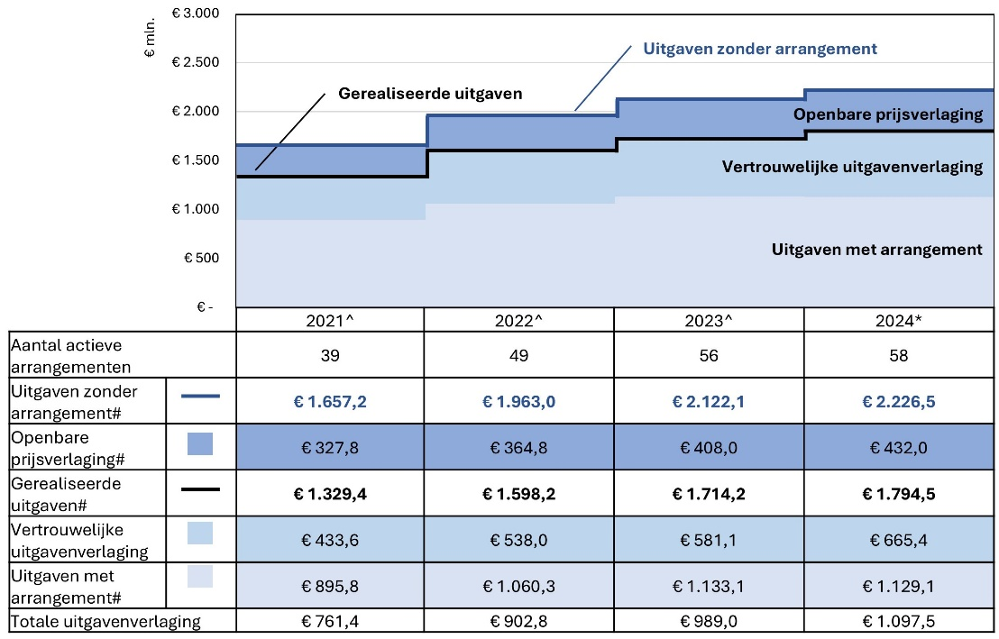 € 3.000
€ mln.
€ 2.500
Uitgaven zonder arrangement
Gerealiseerde uitgaven
€ 2.000
Openbare prijsverlaging
€ 1.500
Vertrouwelijke uitgavenverlaging
€ 1.000
Uitgaven met arrangement
€ 500
€ -
2021^ 2022^ 2023^ 2024*
Aantal actieve
arrangementen
39 49 56 58
Uitgaven zonder
arrangement#
€ 1.657,2 € 1.963,0 € 2.122,1 € 2.226,5
Openbare
prijsverlaging#
€ 327,8 € 364,8 € 408,0 € 432,0
Gerealiseerde
uitgaven#
€ 1.329,4 € 1.598,2 € 1.714,2 € 1.794,5
Vertrouwelijke
uitgavenverlaging
€ 433,6 € 538,0 € 581,1 € 665,4
Uitgaven met
arrangement#
€ 895,8 € 1.060,3 € 1.133,1 € 1.129,1
Totale uitgavenverlaging € 761,4 € 902,8 € 989,0 € 1.097,5